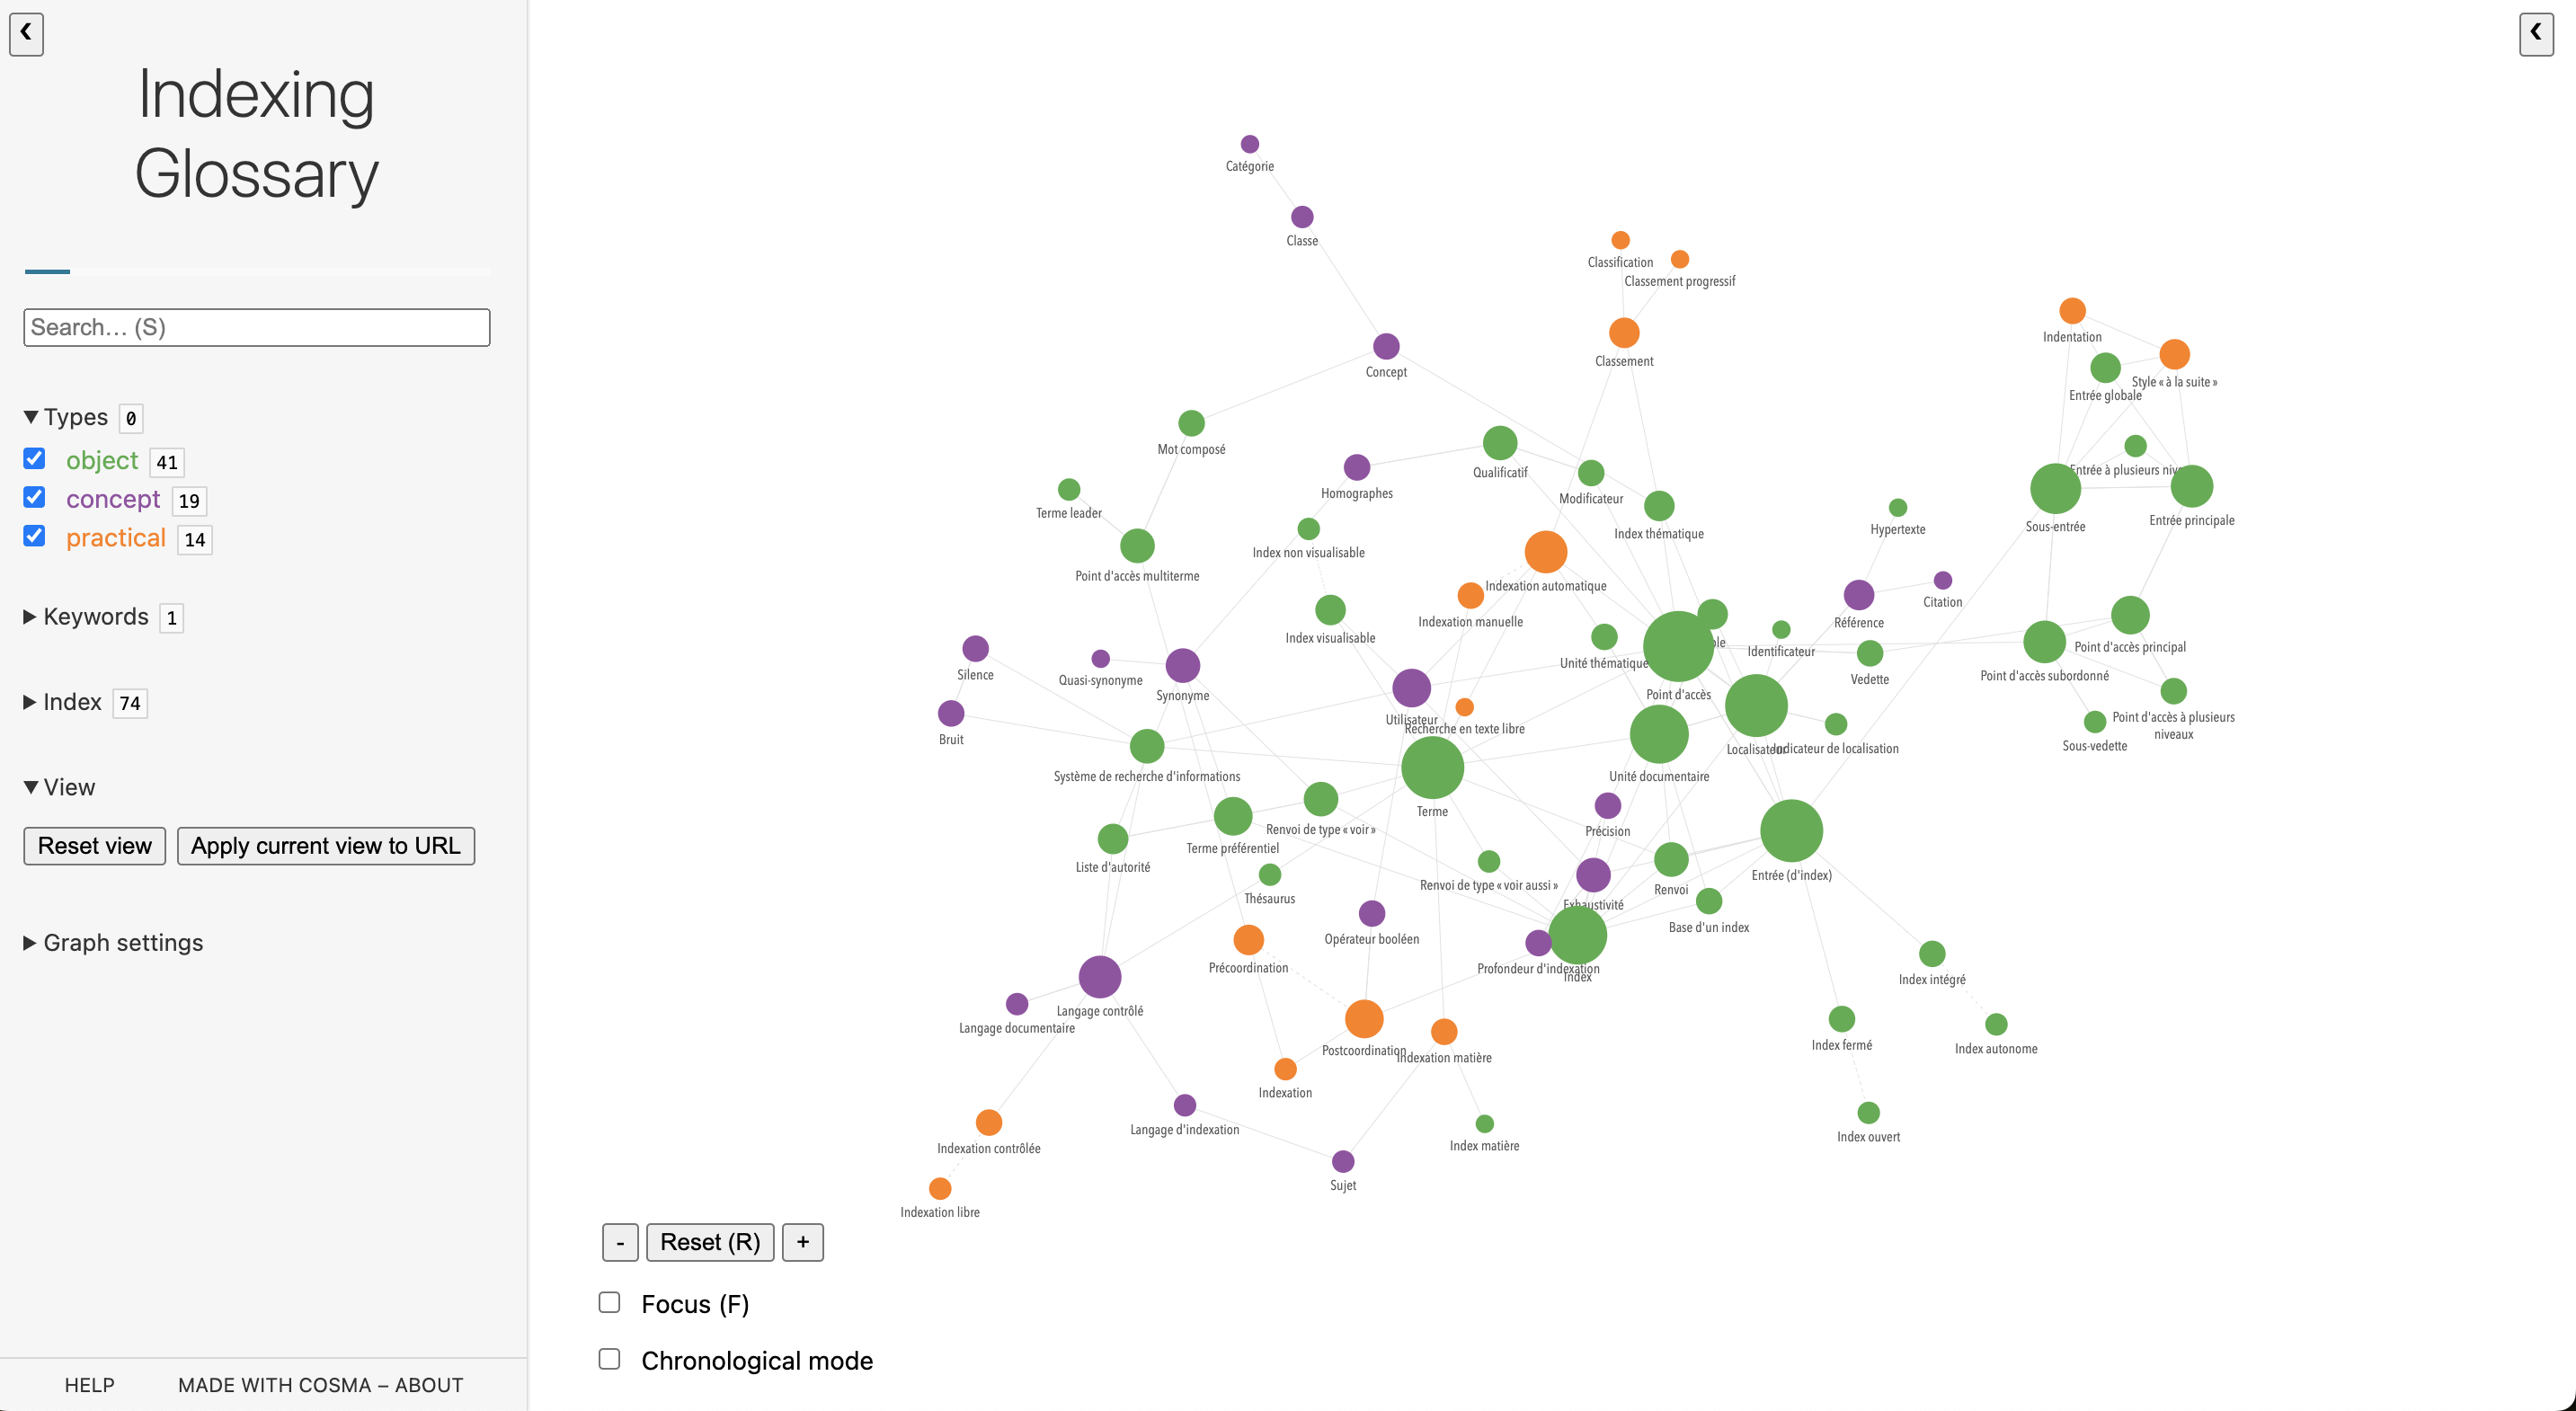 Indexing
Glossary
Search… (S)
Types 0
object 41
concept 19
practical 14
Keywords 1
Index 74
View
Reset view Apply current view to URL
Graph settings
HELP MADE WITH COSMA – ABOUT
Catégorie
Classe
Classification
Classement progressif
Indentation
Classement
Concept
Style « à la suite »
Entrée globale
Mot composé
Qualificatif
Entrée à plusieurs
Homographes
Modificateur
Terme leader
Entrée principale
Sous-entrée
Hypertexte
Index thématique
Index non visualisable
Point d'accès multiterme
Indexation automatique
Citation
Indexation manuelle
Référence
Index visualisable
Identificateur
Point d'accès principal
Unité thématique
Silence
Point d'accès subordonné
Quasi-synonyme
Vedette
Synonyme
Point d'accès
Point d'accès à plusieurs
niveaux
Utilisateur
Recherche en texte libre
Bruit
Sous-vedette
Localisateur
Indicateur de localisation
Système de recherche d'informations
Unité documentaire
Terme
Renvoi de type « voir »
Précision
Terme préférentiel
Liste d'autorité
Entrée (d'index)
Renvoi de type « voir aussi »
Renvoi
Thésaurus
Exhaustivité
Base d'un index
Opérateur booléen
Précoordination
Profondeur d'indexation
Index
Index intégré
Langage contrôlé
Langage documentaire
Index fermé
Index autonome
Postcoordination
Indexation matière
Indexation
Langage d'indexation
Index ouvert
Index matière
Indexation contrôlée
Sujet
Indexation libre
- Reset (R) +
Focus (F)
Chronological mode